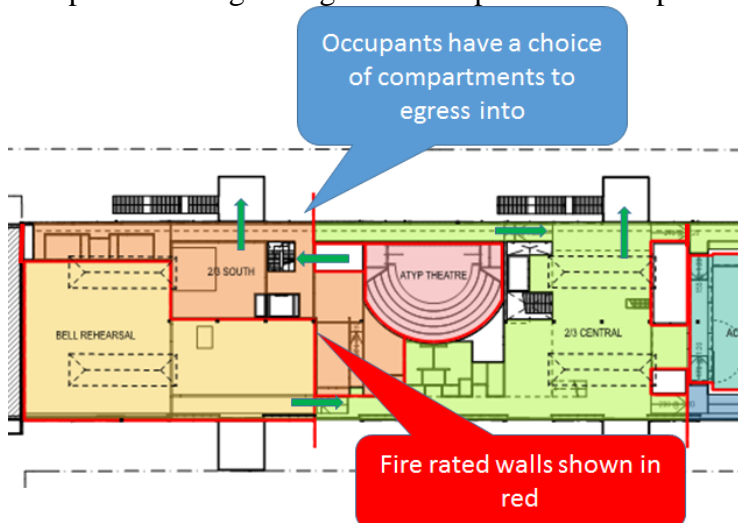 Occupants have a choice
of compartments to
egress into
2/3 SOUTH
ATYP THEATRE
BELL REHEARSAL
2/3 CENTRAL
Fire rated walls shown in
red